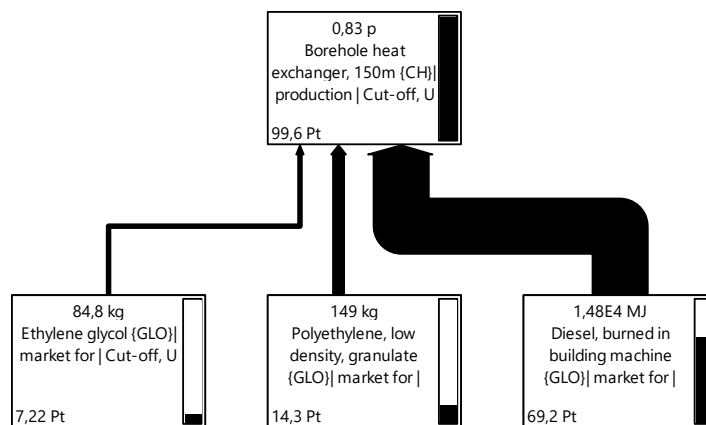 0,83 p
Borehole heat
exchanger, 150m {CH}|
production | Cut-off, U
99,6 Pt
84,8 kg
Ethylene glycol {GLO}|
market for | Cut-off, U
7,22 Pt
149 kg
Polyethylene, low
density, granulate
{GLO}| market for |
14,3 Pt
1,48E4 MJ
Diesel, burned in
building machine
{GLO}| market for |
69,2 Pt